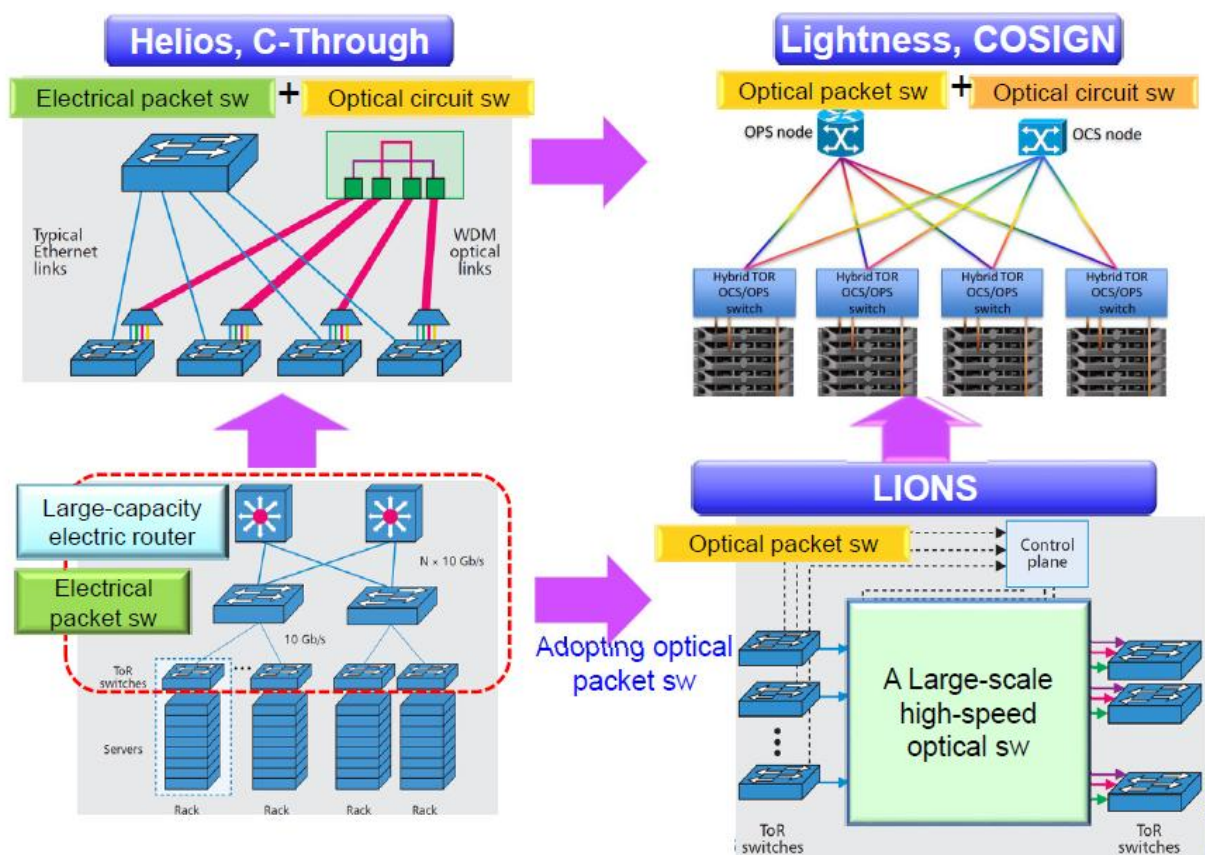 Helios, C-Through
Electrical packet sw
+
Optical circuit sw
Typical
Ethernet
links
WDM
optical
links
Lightness, COSIGN
Optical packet sw
+
Optical circuit sw
OPS node
OCS node
Hybrid TOR
OCS/OPS
switch
Hybrid TOR
OCS/OPS
switch
Hybrid TOR
OCS/OPS
switch
Hybrid TOR
OCS/OPS
switch
Large-capacity
electric router
Electrical
packet sw
N × 10 Gb/s
10 Gb/s
ToR
switches
Servers
Rack
Rack
Rack
Rack
Adopting optical
packet sw
LIONS
Optical packet sw
Control
plane
A Large-scale
high-speed
optical sw
ToR
switches
ToR
switches